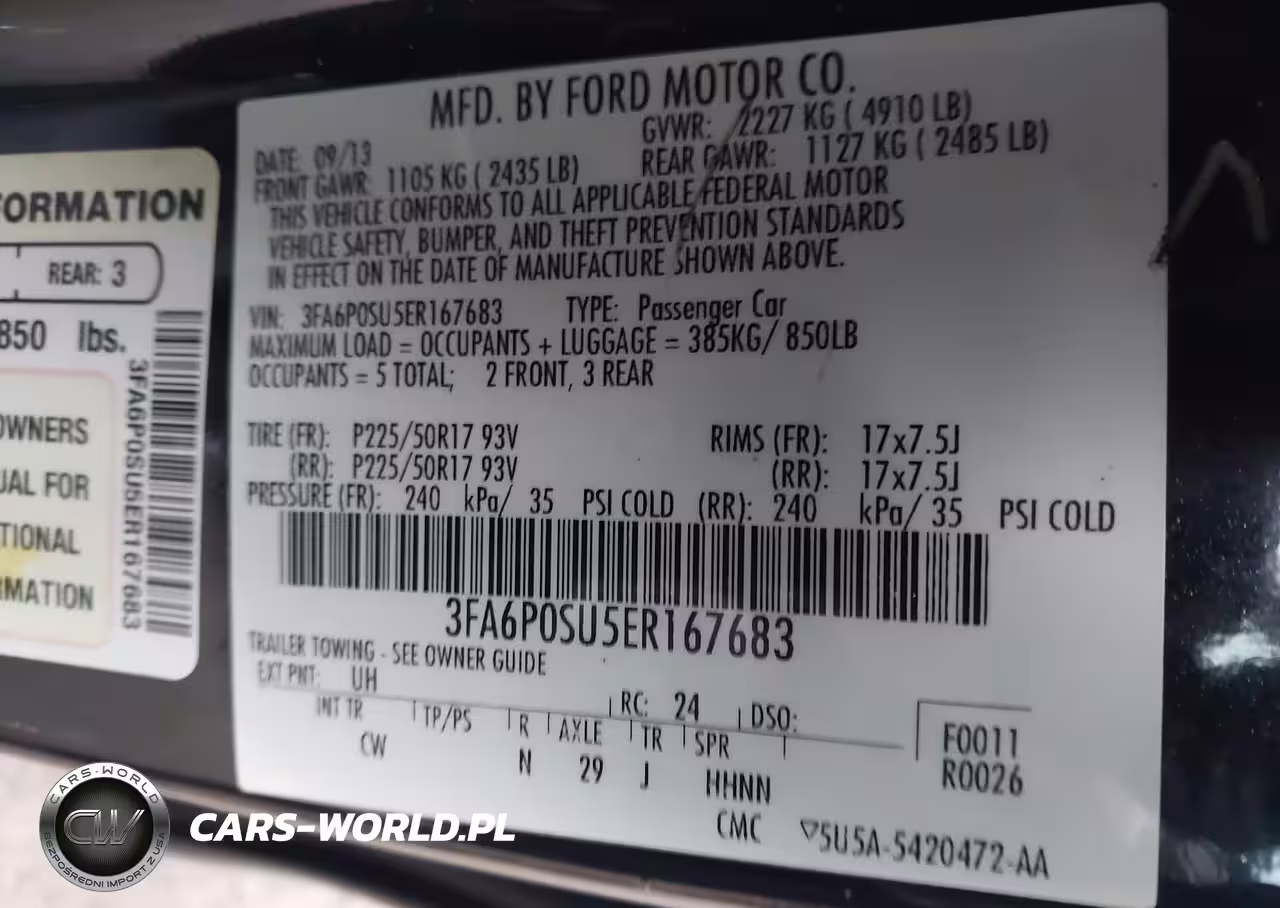 FORMATION
REAR: 3
850 lbs.
OWNERS
UAL FOR
TIONAL
RMATION
3FA6P0SU5ER167683
MFD. BY FORD MOTOR CO.
DATE: 09/13 GVWR: 2227 KG ( 4910 LB)
FRONT GAWR: 1105 KG ( 2435 LB) REAR GAWR: 1127 KG ( 2485 LB)
THIS VEHICLE CONFORMS TO ALL APPLICABLE FEDERAL MOTOR
VEHICLE SAFETY, BUMPER, AND THEFT PREVENTION STANDARDS
IN EFFECT ON THE DATE OF MANUFACTURE SHOWN ABOVE.
VIN: 3FA6P0SU5ER167683 TYPE: Passenger Car
MAXIMUM LOAD = OCCUPANTS + LUGGAGE = 385KG/ 850LB
OCCUPANTS = 5 TOTAL; 2 FRONT, 3 REAR
TIRE (FR): P225/50R17 93V RIMS (FR): 17x7.5J
(RR): P225/50R17 93V (RR): 17x7.5J
PRESSURE (FR): 240 kPa/ 35 PSI COLD (RR): 240 kPa/ 35 PSI COLD
3FA6P0SU5ER167683
TRAILER TOWING - SEE OWNER GUIDE
EXT PNT: UH RC: 24 DSO:
INT TR TP/PS R AXLE TR SPR F0011
CW N 29 J HHNN R0026
CMC ▽5U5A-5420472-AA
CARS-WORLD
CW
BEZPOŚREDNI IMPORT Z USA
CARS-WORLD.PL